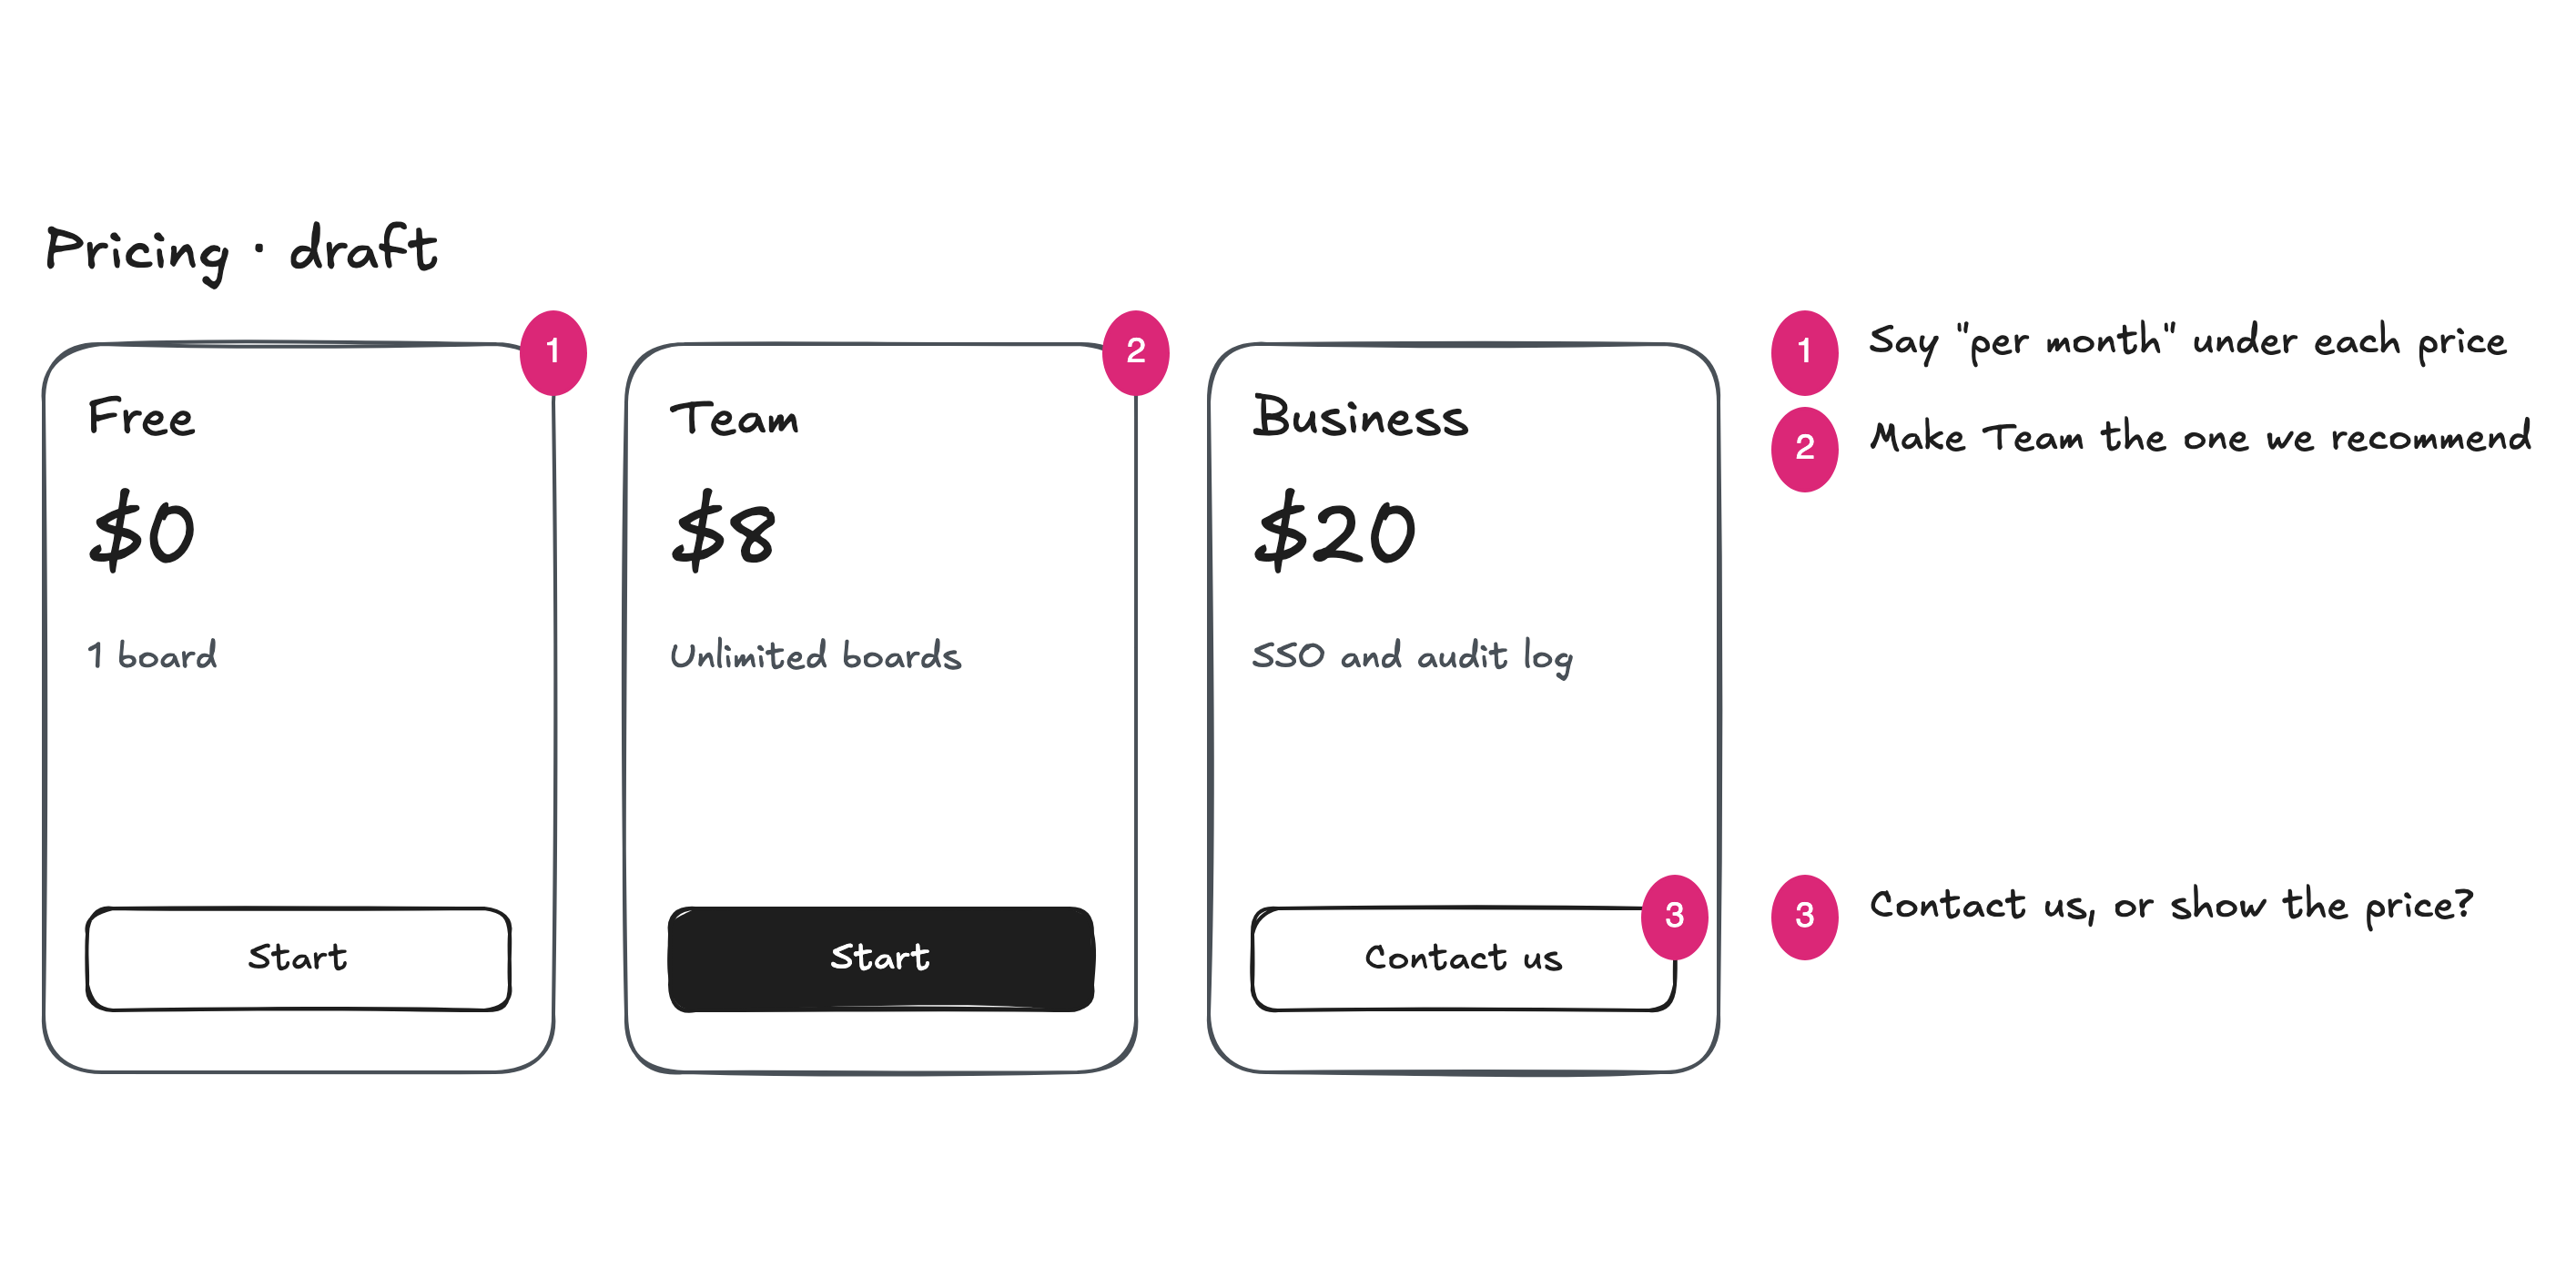 Pricing · draft
1
Free
$0
1 board
Start
2
Team
$8
Unlimited boards
Start
Business
$20
SSO and audit log
Contact us
3
1 Say "per month" under each price
2 Make Team the one we recommend
3 Contact us, or show the price?